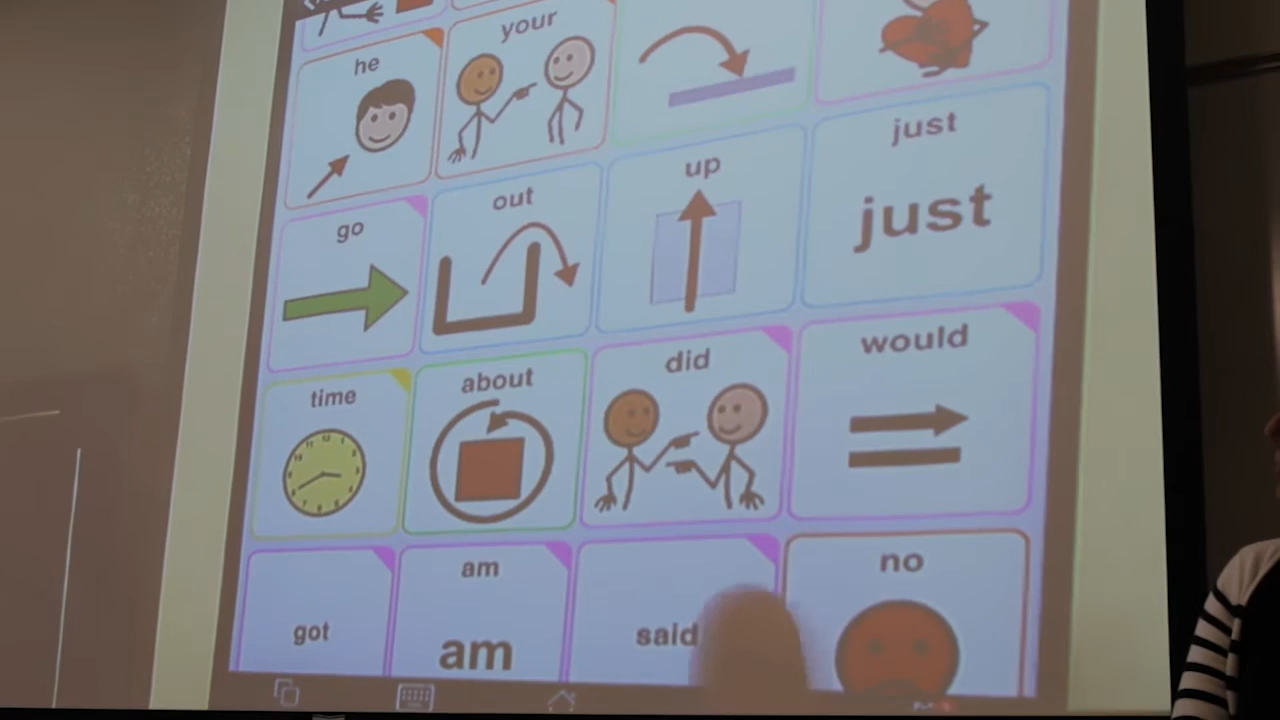 he
your
go
out
up
just
just
time
about
did
would
got
am
am
said
no